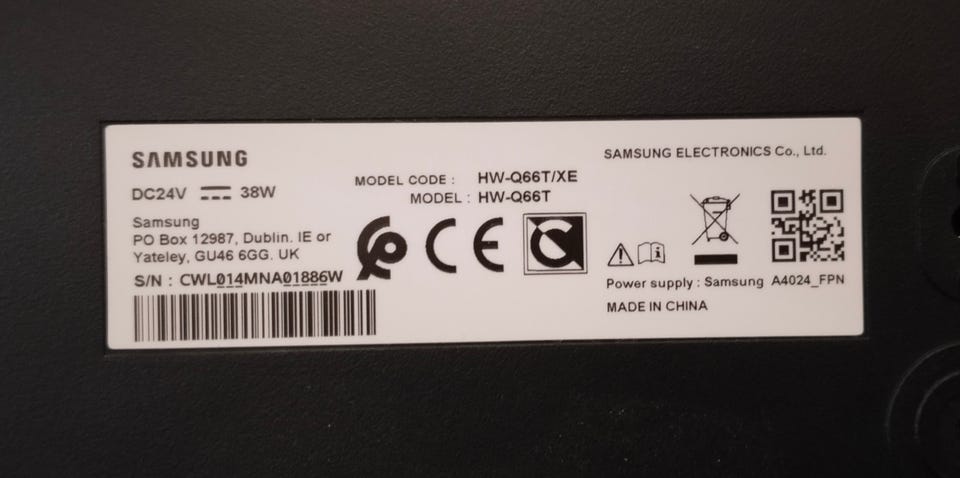 SAMSUNG
DC24V ⎓ 38W
Samsung
PO Box 12987, Dublin. IE or
Yateley, GU46 6GG. UK
S/N : CWL014MNA01886W
MODEL CODE : HW-Q66T/XE
MODEL : HW-Q66T
CE
SAMSUNG ELECTRONICS Co., Ltd.
Power supply : Samsung A4024_FPN
MADE IN CHINA